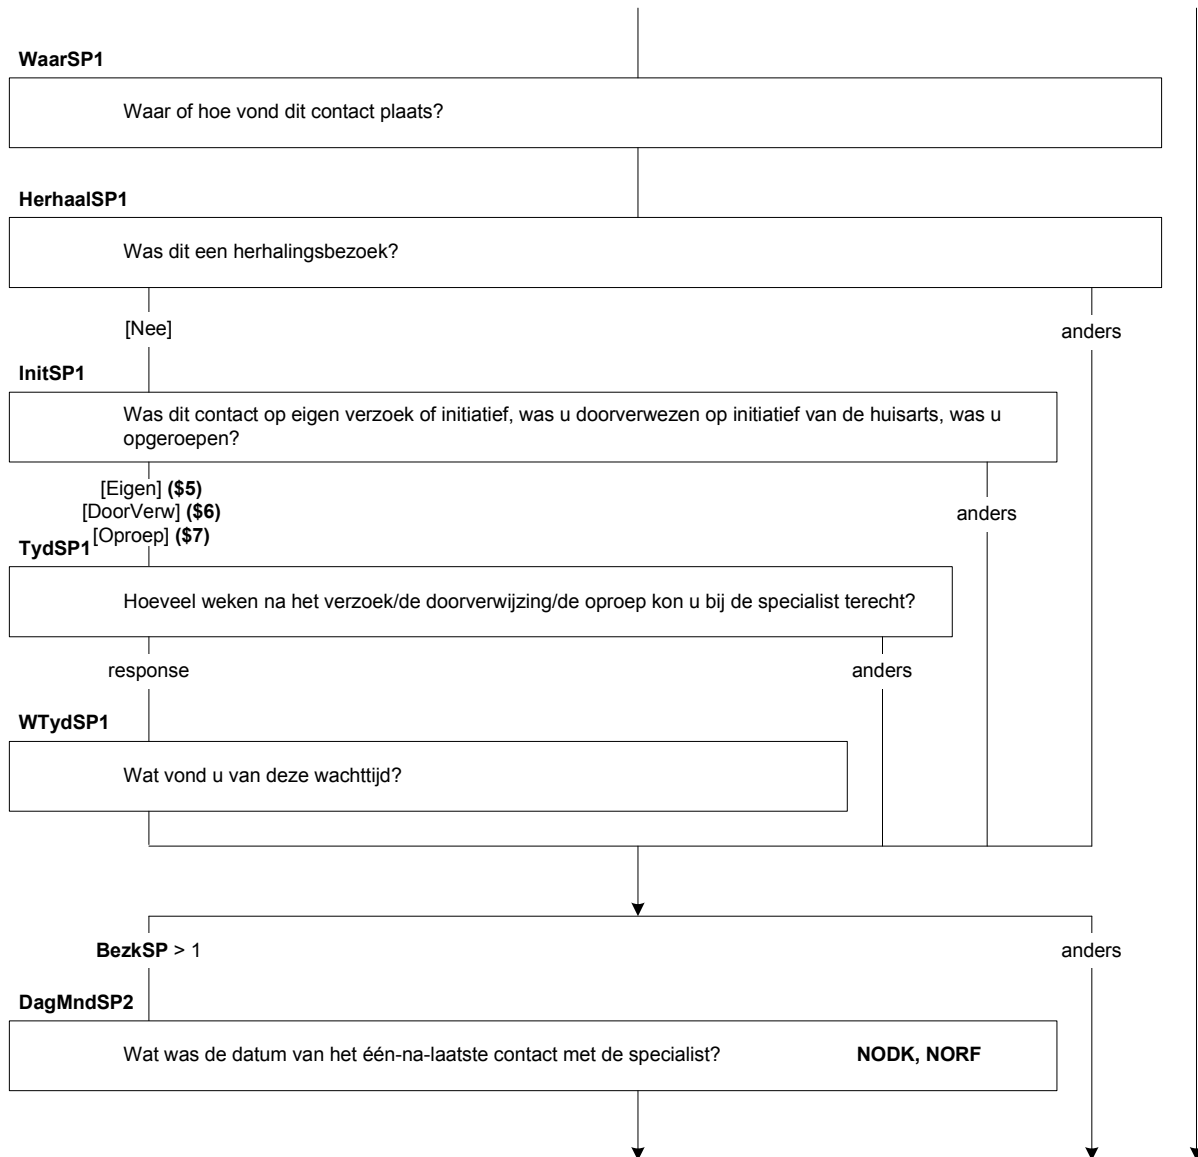 WaarSP1
Waar of hoe vond dit contact plaats?
HerhaalSP1
Was dit een herhalingsbezoek?
[Nee]
anders
InitSP1
Was dit contact op eigen verzoek of initiatief, was u doorverwezen op initiatief van de huisarts, was u
opgeroepen?
[Eigen] ($5)
[DoorVerw] ($6)
[Oproep] ($7)
anders
TydSP1
Hoeveel weken na het verzoek/de doorverwijzing/de oproep kon u bij de specialist terecht?
response
anders
WTydSP1
Wat vond u van deze wachttijd?
BezkSP > 1
anders
DagMndSP2
Wat was de datum van het één-na-laatste contact met de specialist? NODK, NORF